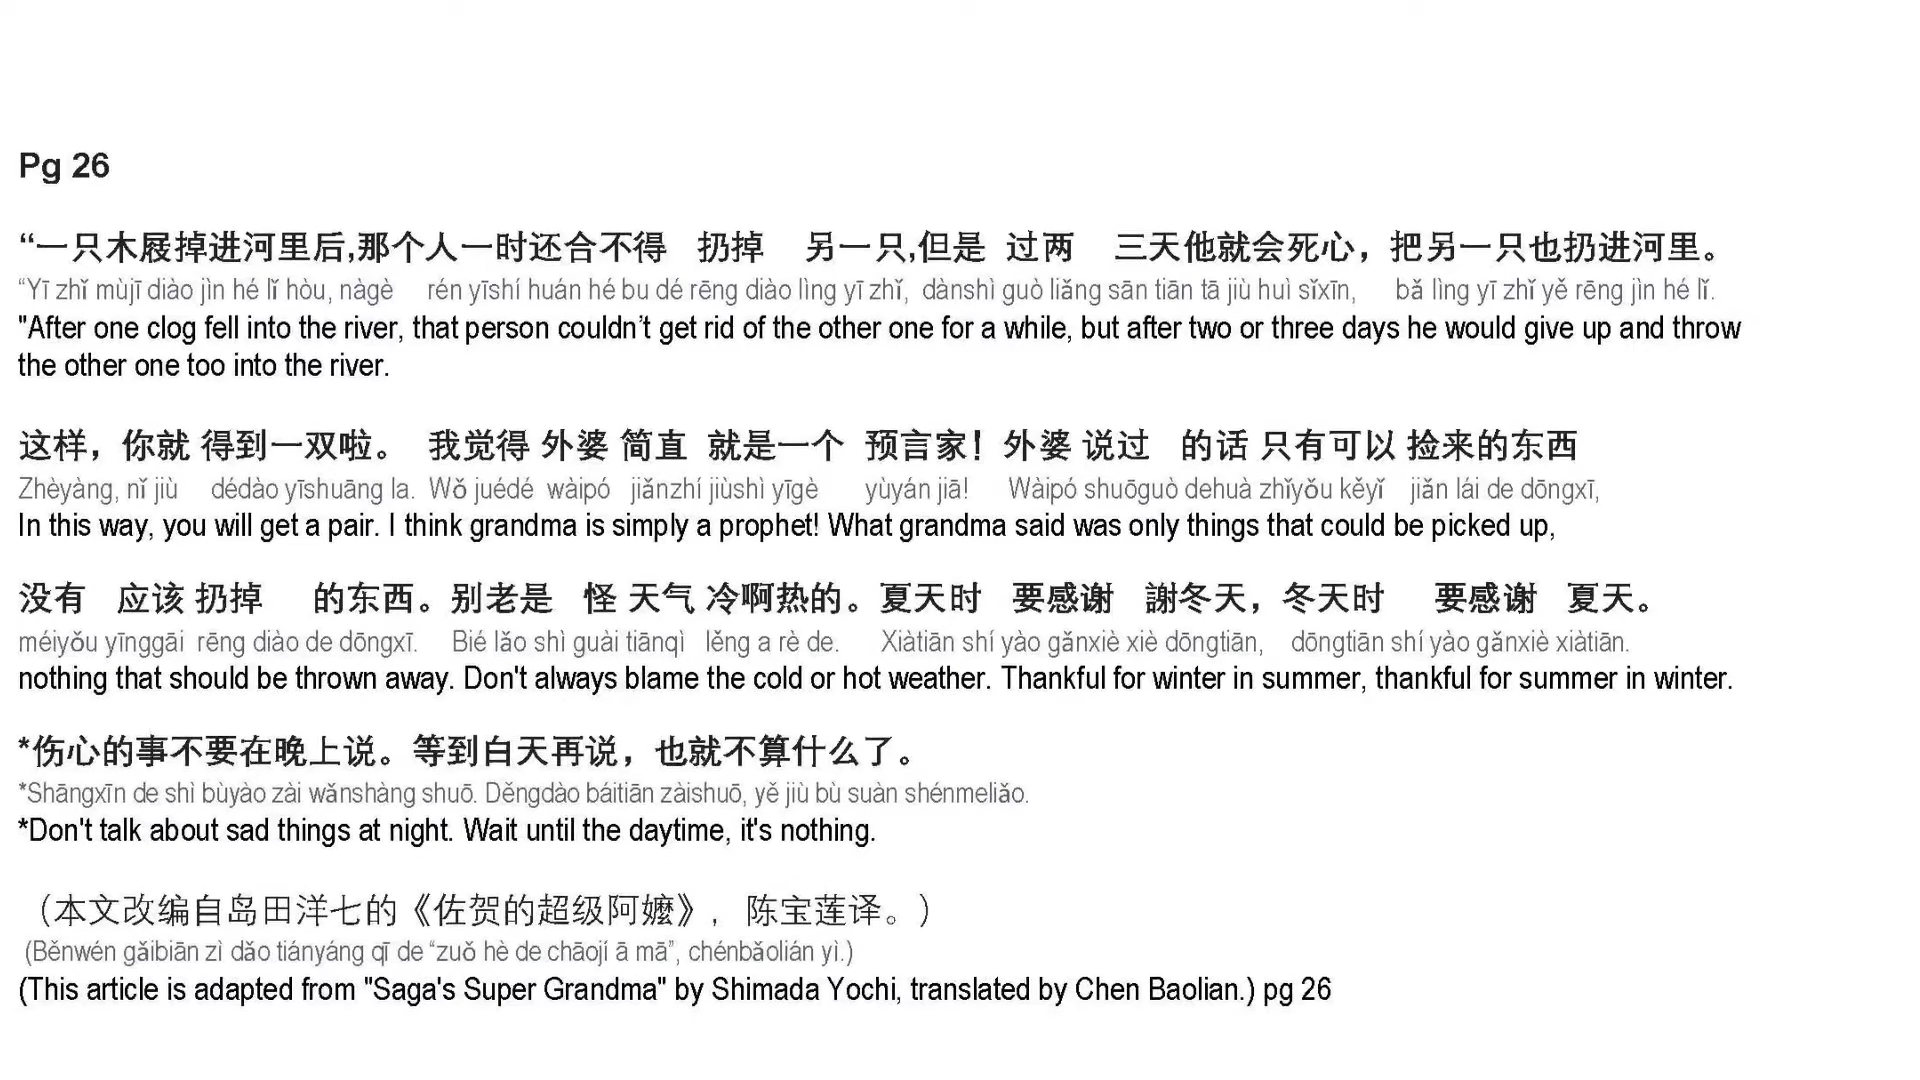 Pg 26
“一只木屐掉进河里后,那个人一时还合不得 扔掉 另一只,但是 过两 三天他就会死心，把另一只也扔进河里。
“Yī zhǐ mùjī diào jìn hé lǐ hòu, nàgè rén yīshí huán hé bu dé rēng diào lìng yī zhǐ, dànshì guò liǎng sān tiān tā jiù huì sǐxīn, bǎ lìng yī zhǐ yě rēng jìn hé lǐ.
"After one clog fell into the river, that person couldn’t get rid of the other one for a while, but after two or three days he would give up and throw
the other one too into the river.
这样，你就 得到一双啦。 我觉得 外婆 简直 就是一个 预言家！外婆 说过 的话 只有可以 捡来的东西
Zhèyàng, nǐ jiù dédào yīshuāng la. Wǒ juédé wàipó jiǎnzhí jiùshì yīgè yùyán jiā! Wàipó shuōguò dehuà zhǐyǒu kěyǐ jiǎn lái de dōngxī,
In this way, you will get a pair. I think grandma is simply a prophet! What grandma said was only things that could be picked up,
没有 应该 扔掉 的东西。别老是 怪 天气 冷啊热的。夏天时 要感谢 謝冬天，冬天时 要感谢 夏天。
méiyǒu yīnggāi rēng diào de dōngxī. Bié lǎo shì guài tiānqì lěng a rè de. Xiàtiān shí yào gǎnxiè xiè dōngtiān, dōngtiān shí yào gǎnxiè xiàtiān.
nothing that should be thrown away. Don't always blame the cold or hot weather. Thankful for winter in summer, thankful for summer in winter.
*伤心的事不要在晚上说。等到白天再说，也就不算什么了。
*Shāngxīn de shì bùyào zài wǎnshàng shuō. Děngdào báitiān zàishuō, yě jiù bù suàn shénmeliǎo.
*Don't talk about sad things at night. Wait until the daytime, it's nothing.
（本文改编自岛田洋七的《佐贺的超级阿嬷》，陈宝莲译。）
(Běnwén gǎibiān zì dǎo tiányáng qī de “zuǒ hè de chāojí ā mā”, chénbǎolián yì.)
(This article is adapted from "Saga's Super Grandma" by Shimada Yochi, translated by Chen Baolian.) pg 26